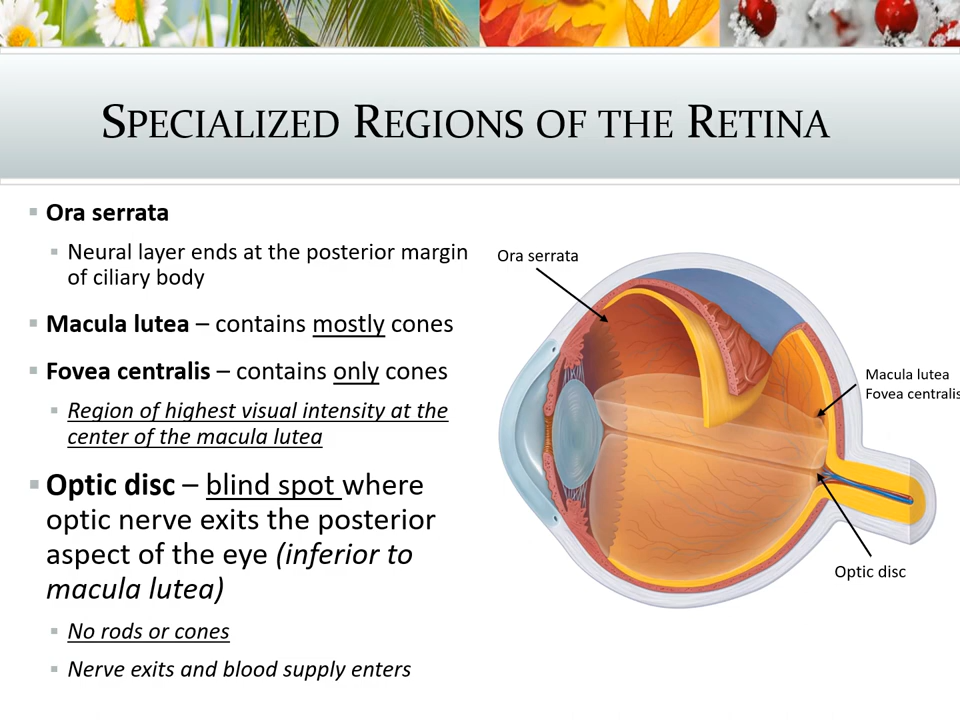 SPECIALIZED REGIONS OF THE RETINA
▪ Ora serrata
▪ Neural layer ends at the posterior margin
of ciliary body
▪ Macula lutea – contains mostly cones
▪ Fovea centralis – contains only cones
▪ Region of highest visual intensity at the
center of the macula lutea
▪ Optic disc – blind spot where
optic nerve exits the posterior
aspect of the eye (inferior to
macula lutea)
▪ No rods or cones
▪ Nerve exits and blood supply enters
Ora serrata
Macula lutea
Fovea centralis
Optic disc